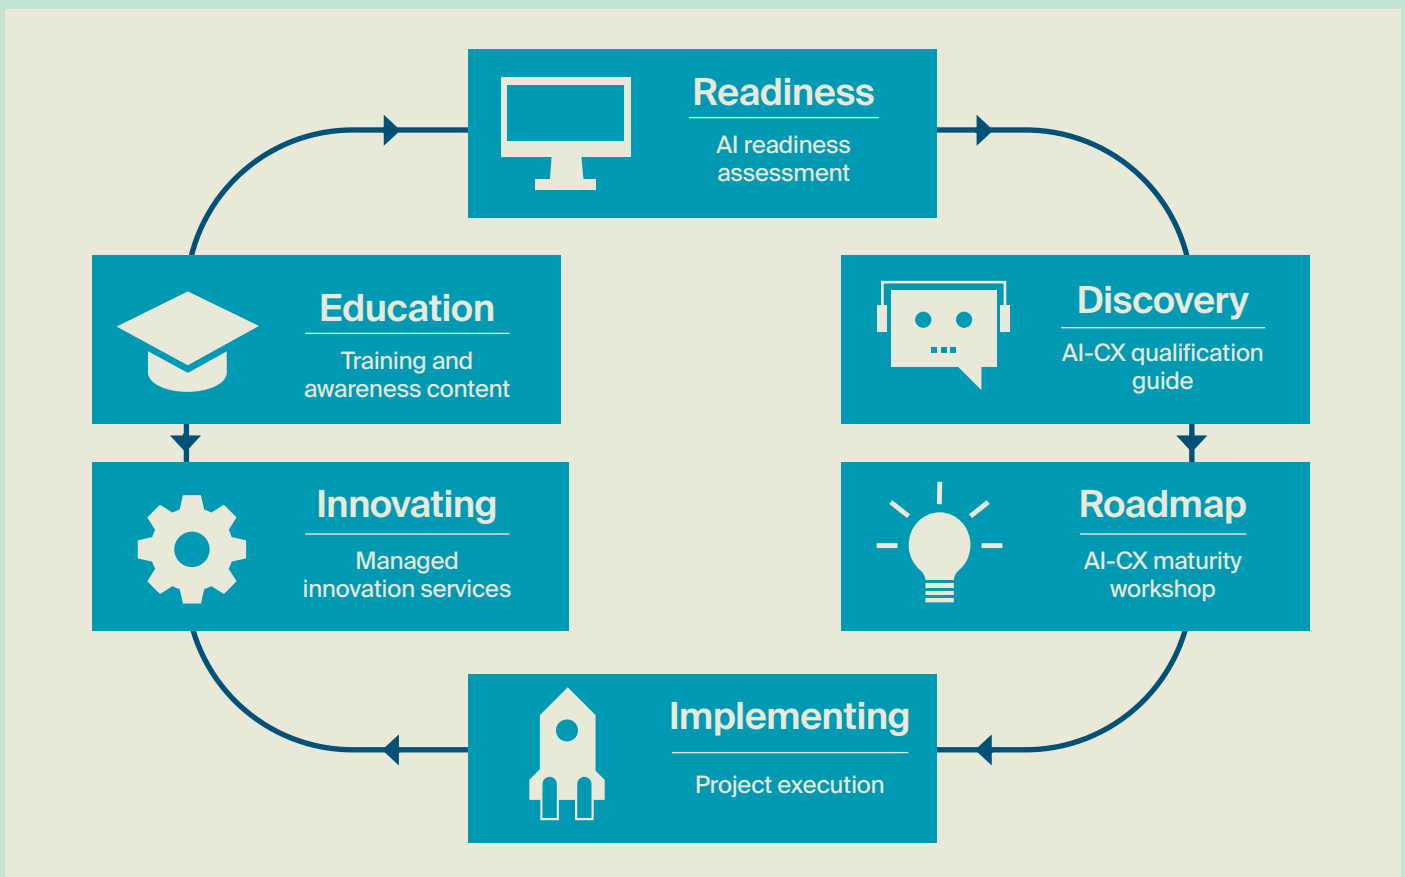 Readiness
AI readiness
assessment
Education
Training and
awareness content
Discovery
AI-CX qualification
guide
Innovating
Managed
innovation services
Roadmap
AI-CX maturity
workshop
Implementing
Project execution